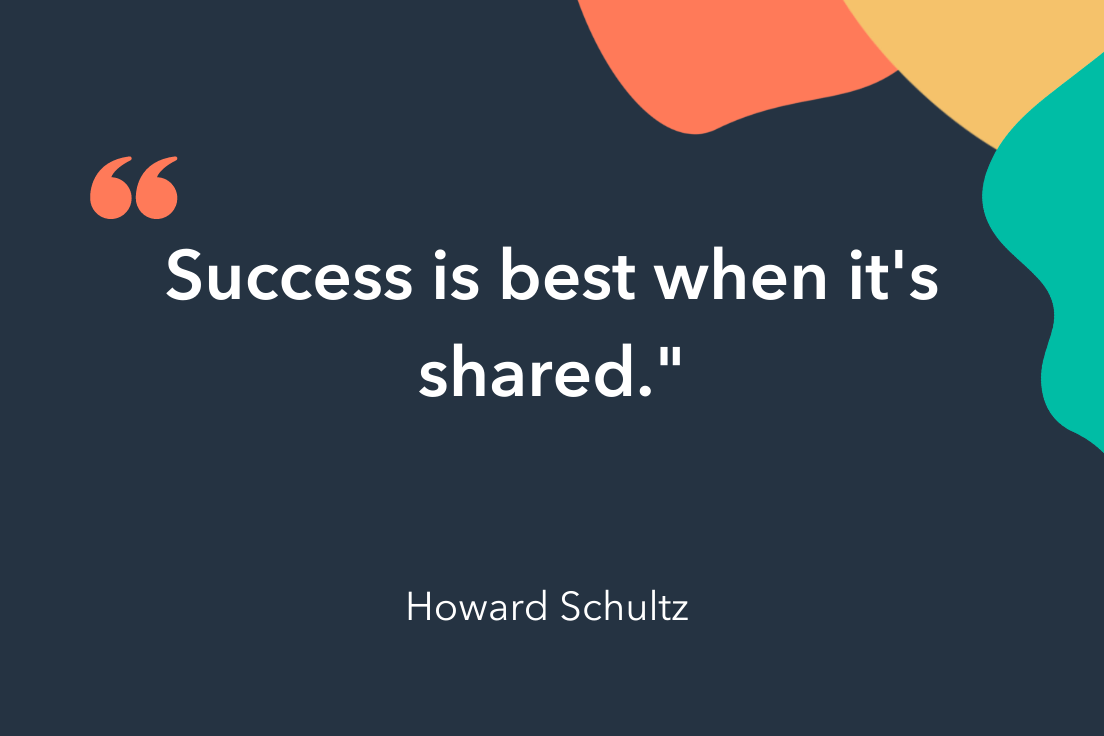 “
Success is best when it's
shared."
Howard Schultz